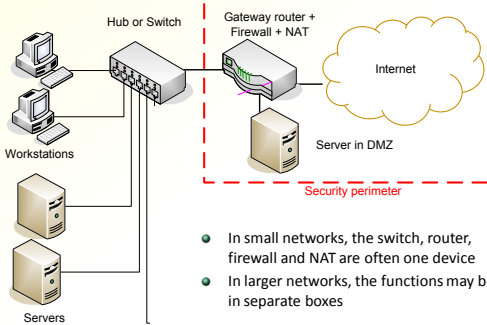 Hub or Switch
Gateway router +
Firewall + NAT
Internet
Workstations
Server in DMZ
Security perimeter
In small networks, the switch, router,
firewall and NAT are often one device
In larger networks, the functions may b
in separate boxes
Servers